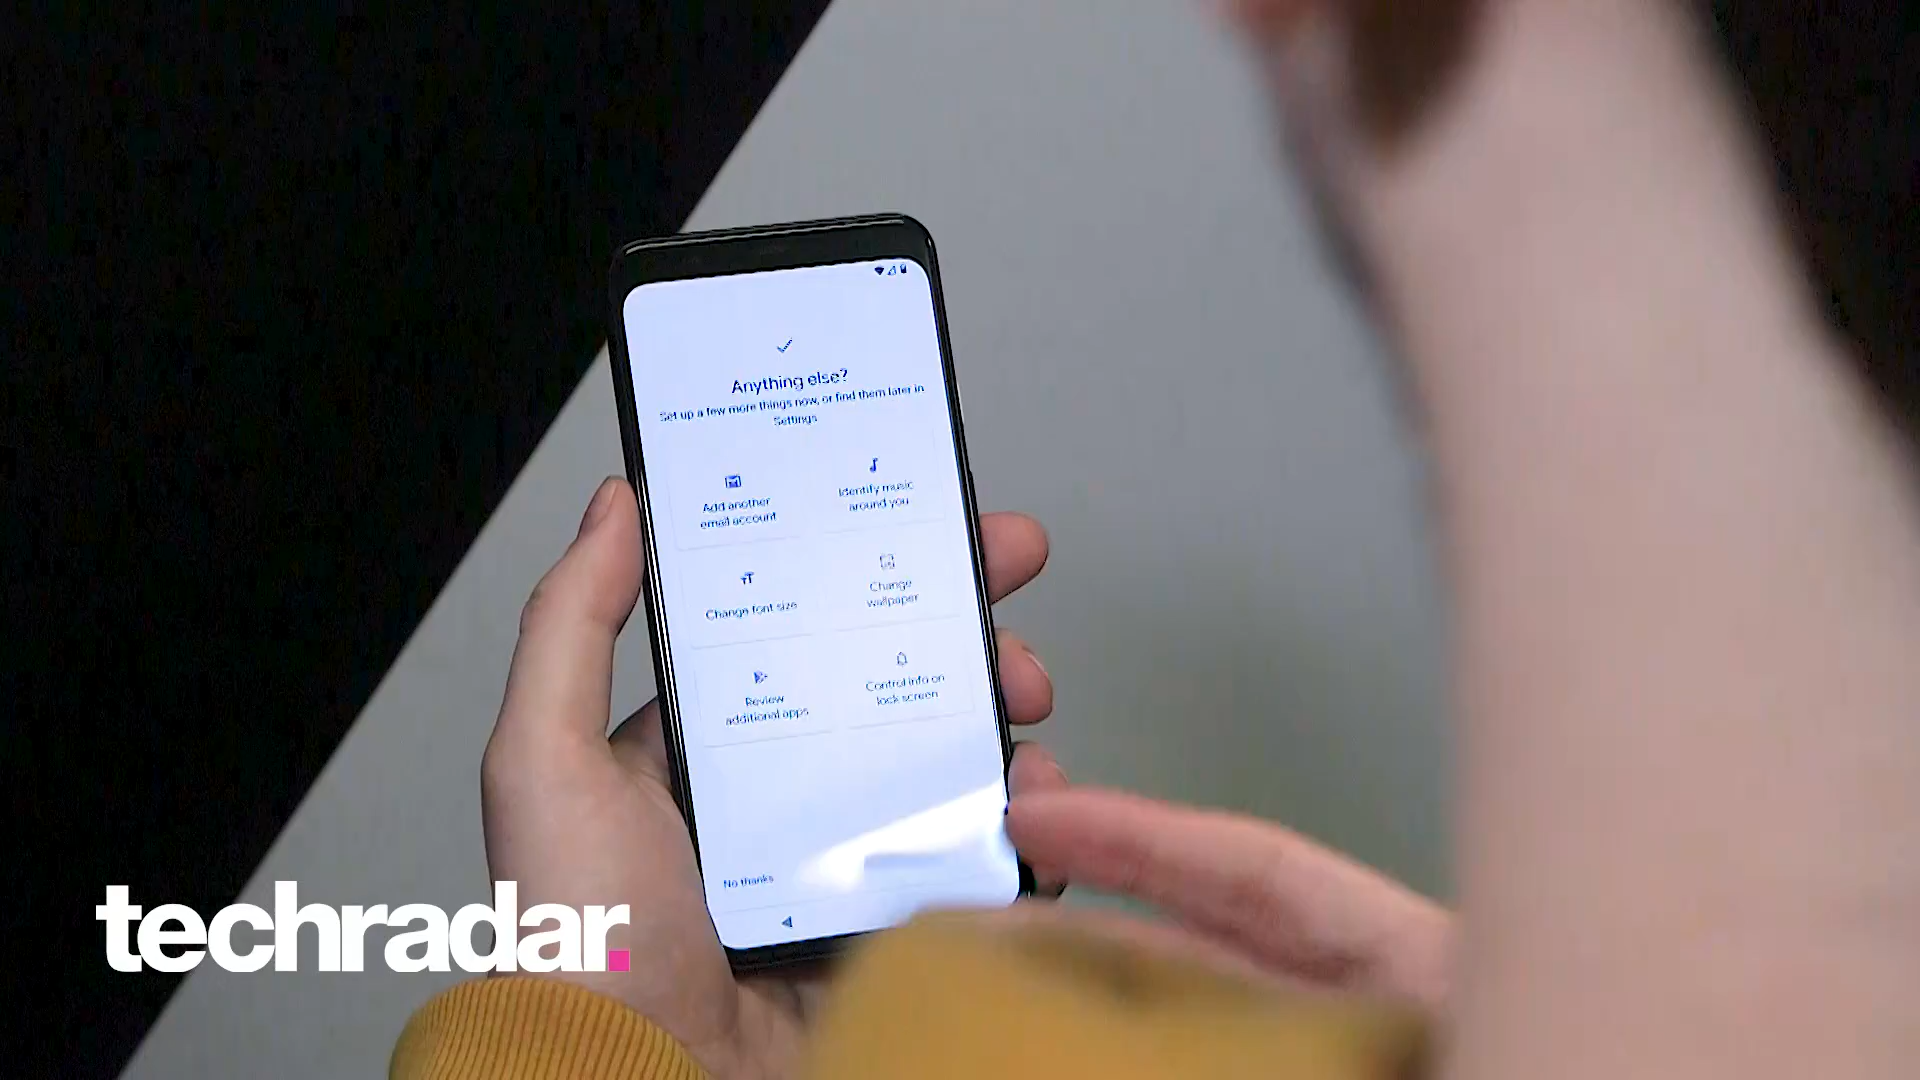 Anything else?
Set up a few more things now, or find them later in
Settings
Add another
email account
Identify music
around you
Change font size
Change
wallpaper
Review
additional apps
Control info on
lock screen
No thanks
techradar.